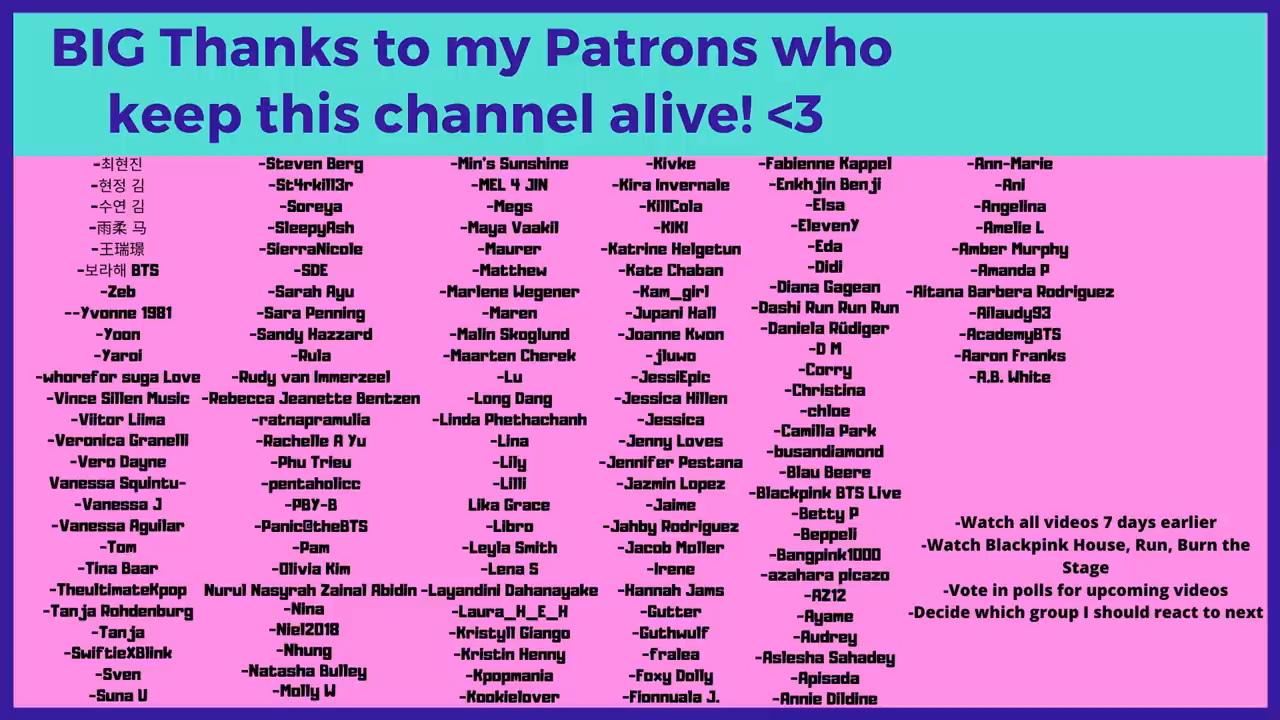 BIG Thanks to my Patrons who
keep this channel alive! <3
-최현진
-현정 김
-수연 김
-雨柔 马
-王瑞璟
-보라해 BTS
-Zeb
--Yvonne 1981
-Yoon
-Yaroi
-whorefor suga Love
-Vince Sillen Music
-Viitor Liima
-Veronica Granelli
-Vero Dayne
Vanessa Squintu-
-Vanessa J
-Vanessa Aguilar
-Tom
-Tina Baar
-TheultimateKpop
-Tanja Rohdenburg
-Tanja
-SwiftieXBlink
-Sven
-Suna U
-Steven Berg
-St4rkill3r
-Soreya
-SleepyAsh
-SierraNicole
-SDE
-Sarah Ayu
-Sara Penning
-Sandy Hazzard
-Rula
-Rudy van Immerzeel
-Rebecca Jeanette Bentzen
-ratnapramulia
-Rachelle A Yu
-Phu Trieu
-pentaholicc
-PBY-B
-Panic@theBTS
-Pam
-Olivia Kim
Nurul Nasyrah Zainal Abidin
-Nina
-Niel2018
-Nhung
-Natasha Bulley
-Molly W
-Min's Sunshine
-MEL 4 JIN
-Megs
-Maya Vaakil
-Maurer
-Matthew
-Marlene Wegener
-Maren
-Malin Skoglund
-Maarten Cherek
-Lu
-Long Dang
-Linda Phethachanh
-Lina
-Lily
-Lilli
Lika Grace
-Libro
-Leyla Smith
-Lena S
-Layandini Dahanayake
-Laura_H_E_H
-Kristyll Giango
-Kristin Henny
-Kpopmania
-Kookielover
-Kivke
-Kira Invernale
-KillCola
-KIKI
-Katrine Helgetun
-Kate Chaban
-Kam_girl
-Jupani Hall
-Joanne Kwon
-jluwo
-JessiEpic
-Jessica Hillen
-Jessica
-Jenny Loves
-Jennifer Pestana
-Jazmin Lopez
-Jaime
-Jahby Rodriguez
-Jacob Moller
-Irene
-Hannah Jams
-Gutter
-Guthwulf
-fralea
-Foxy Dolly
-Fionnuala J.
-Fabienne Kappel
-Enkhjin Benji
-Elsa
-ElevenY
-Eda
-Didi
-Diana Gagean
-Dashi Run Run Run
-Daniela Rüdiger
-D M
-Corry
-Christina
-chloe
-Camilla Park
-busandiamond
-Blau Beere
-Blackpink BTS Live
-Betty P
-Beppeli
-Bangpink1000
-azahara picazo
-AZ12
-Ayame
-Audrey
-Aslesha Sahadey
-Apisada
-Annie Dildine
-Ann-Marie
-Ani
-Angelina
-Amelie L
-Amber Murphy
-Amanda P
-Aitana Barbera Rodriguez
-Ailaudy93
-AcademyBTS
-Aaron Franks
-A.B. White
-Watch all videos 7 days earlier
-Watch Blackpink House, Run, Burn the
Stage
-Vote in polls for upcoming videos
-Decide which group I should react to next